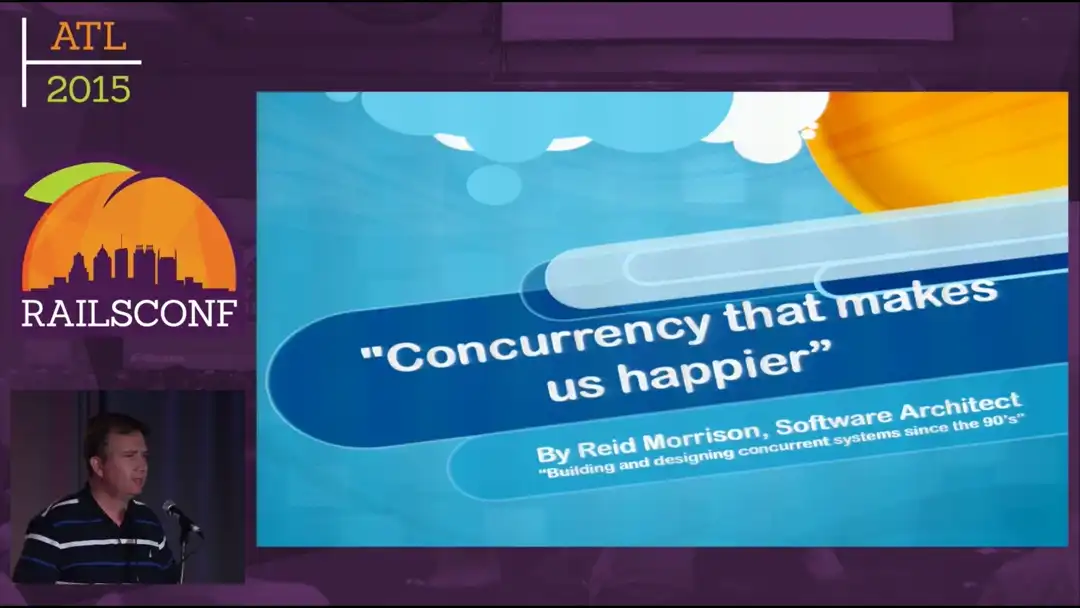 ATL
2015
RAILSCONF
"Concurrency that makes
us happier”
By Reid Morrison, Software Architect
"Building and designing concurrent systems since the 90's"